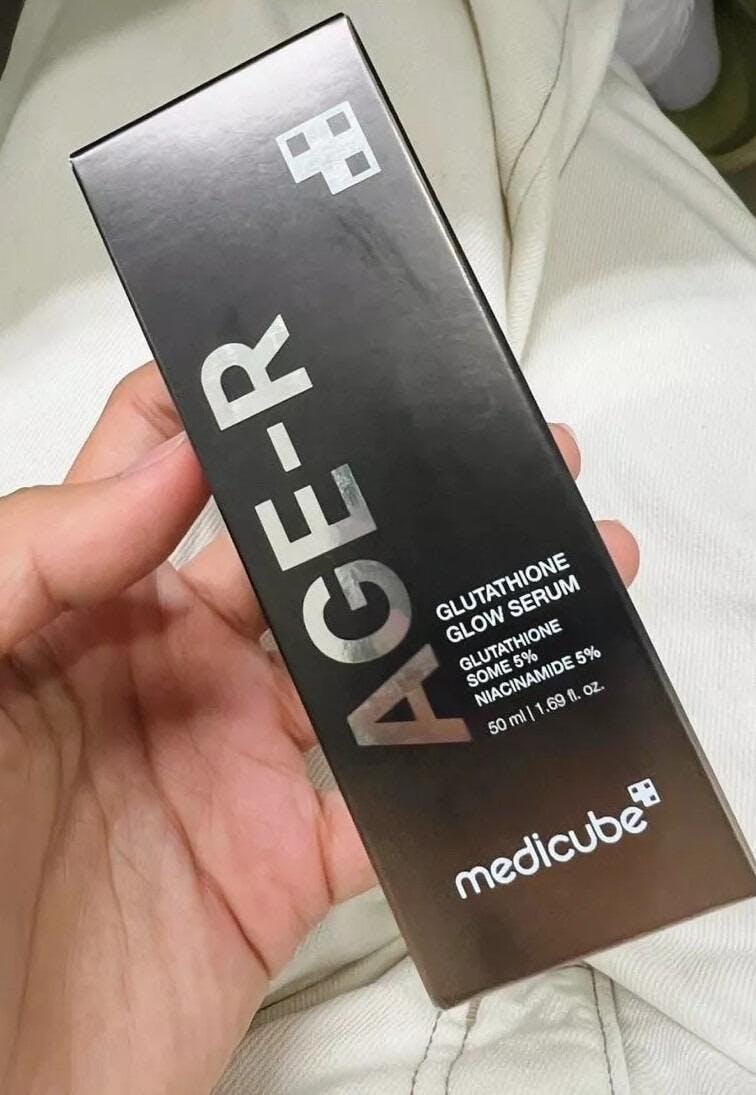 AGE-R
GLUTATHIONE
GLOW SERUM
GLUTATHIONE
SOME 5%
NIACINAMIDE 5%
50 ml | 1.69 fl. oz.
medicube